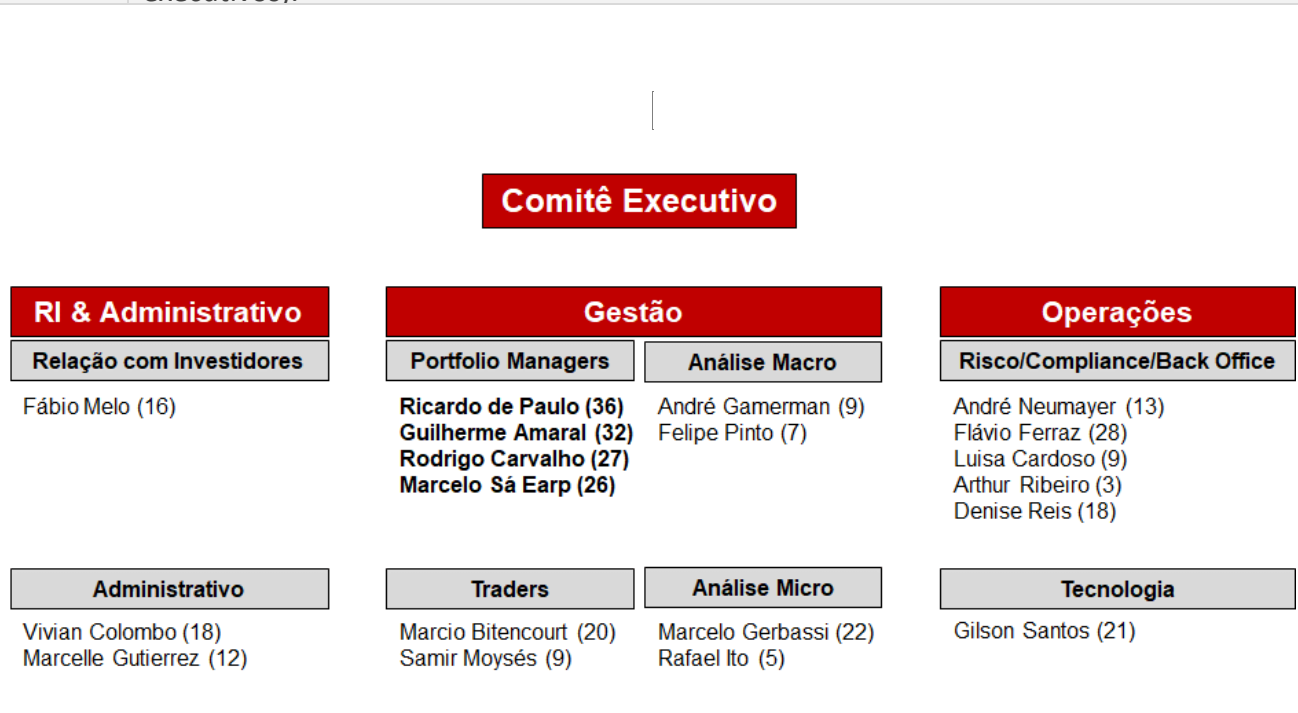 Comitê Executivo
RI & Administrativo
Relação com Investidores
Fábio Melo (16)
Administrativo
Vivian Colombo (18)
Marcelle Gutierrez (12)
Gestão
Portfolio Managers
Ricardo de Paulo (36)
Guilherme Amaral (32)
Rodrigo Carvalho (27)
Marcelo Sá Earp (26)
Análise Macro
André Gamerman (9)
Felipe Pinto (7)
Traders
Marcio Bitencourt (20)
Samir Moysés (9)
Análise Micro
Marcelo Gerbassi (22)
Rafael Ito (5)
Operações
Risco/Compliance/Back Office
André Neumayer (13)
Flávio Ferraz (28)
Luisa Cardoso (9)
Arthur Ribeiro (3)
Denise Reis (18)
Tecnologia
Gilson Santos (21)